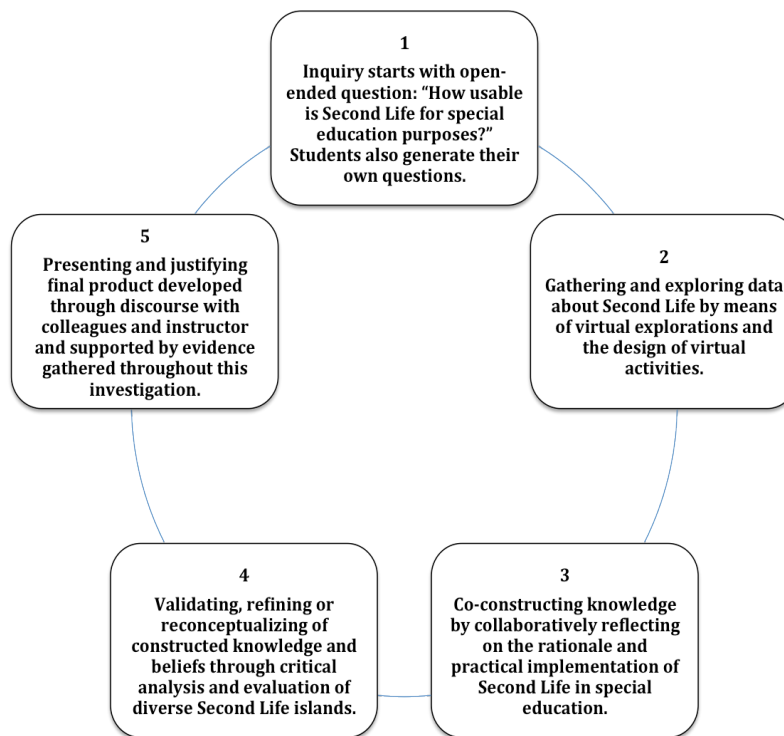 1
Inquiry starts with open-
ended question: “How usable
is Second Life for special
education purposes?”
Students also generate their
own questions.
2
Gathering and exploring data
about Second Life by means
of virtual explorations and
the design of virtual
activities.
3
Co-constructing knowledge
by collaboratively reflecting
on the rationale and
practical implementation of
Second Life in special
education.
4
Validating, refining or
reconceptualizing of
constructed knowledge and
beliefs through critical
analysis and evaluation of
diverse Second Life islands.
5
Presenting and justifying
final product developed
through discourse with
colleagues and instructor
and supported by evidence
gathered throughout this
investigation.